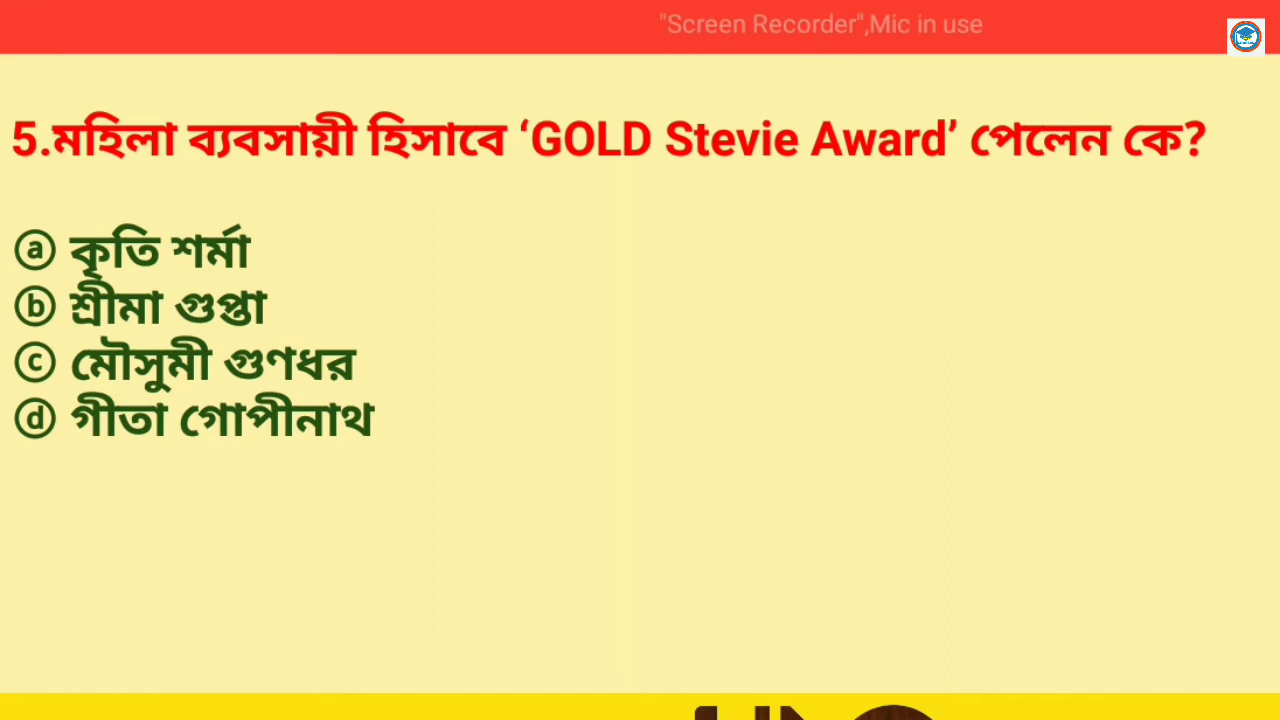 "Screen Recorder",Mic in use
5.মহিলা ব্যবসায়ী হিসাবে ‘GOLD Stevie Award’ পেলেন কে?
ⓐ কৃতি শর্মা
ⓑ শ্রীমা গুপ্তা
ⓒ মৌসুমী গুণধর
ⓓ গীতা গোপীনাথ